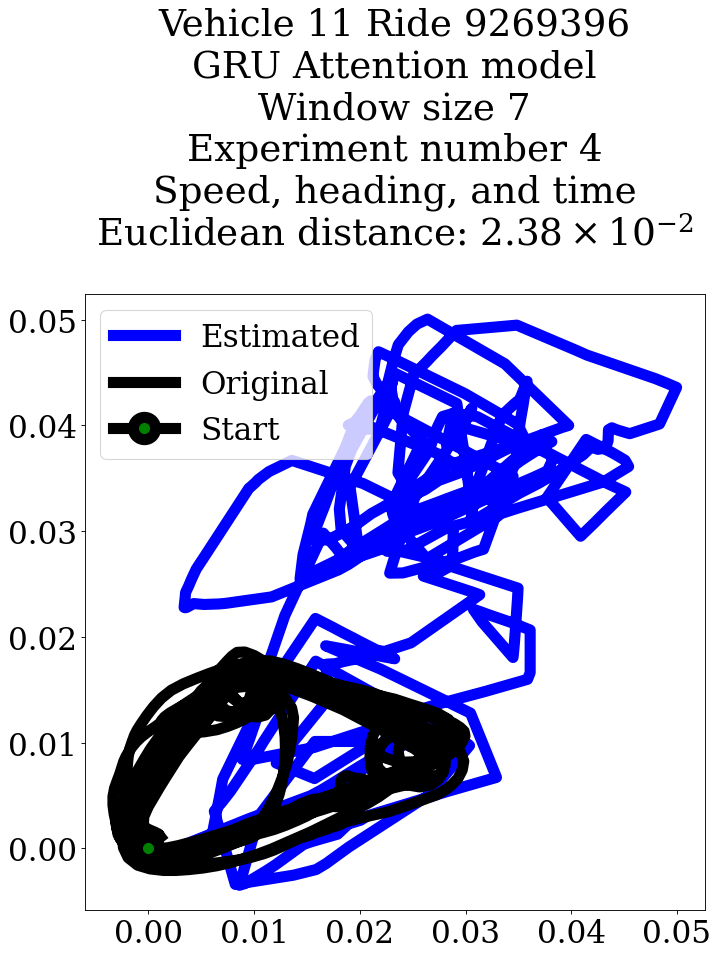 Vehicle 11 Ride 9269396
GRU Attention model
Window size 7
Experiment number 4
Speed, heading, and time
Euclidean distance: 2.38 × 10⁻²
Estimated
Original
Start
0.05
0.04
0.03
0.02
0.01
0.00
0.00 0.01 0.02 0.03 0.04 0.05